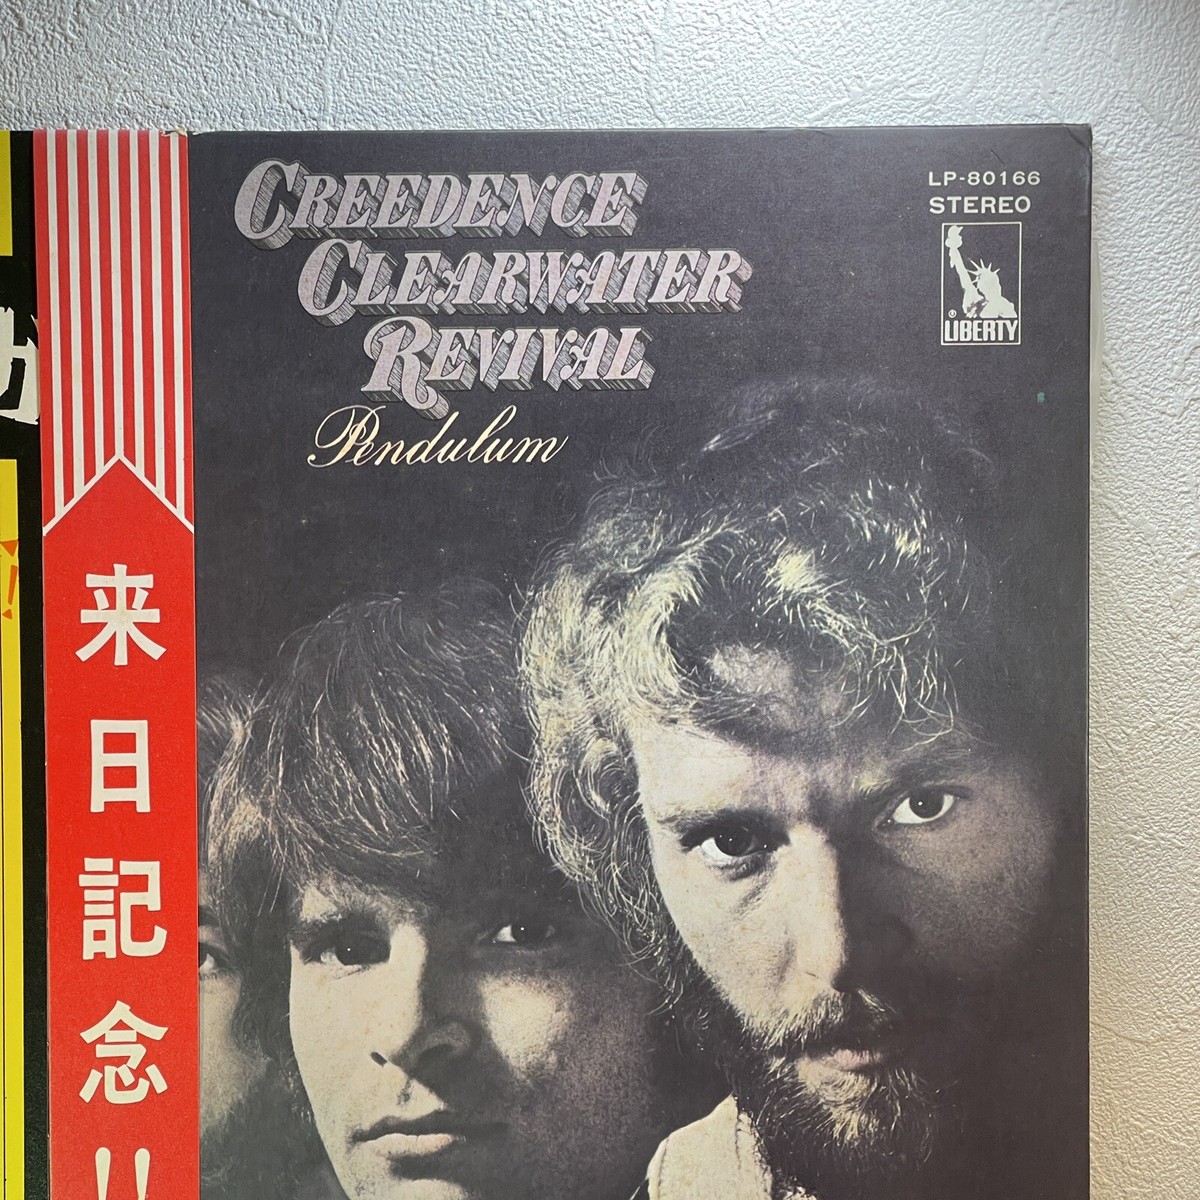 CREEDENCE
CLEARWATER
REVIVAL
Pendulum
LP-80166
STEREO
® LIBERTY
来日記念!!